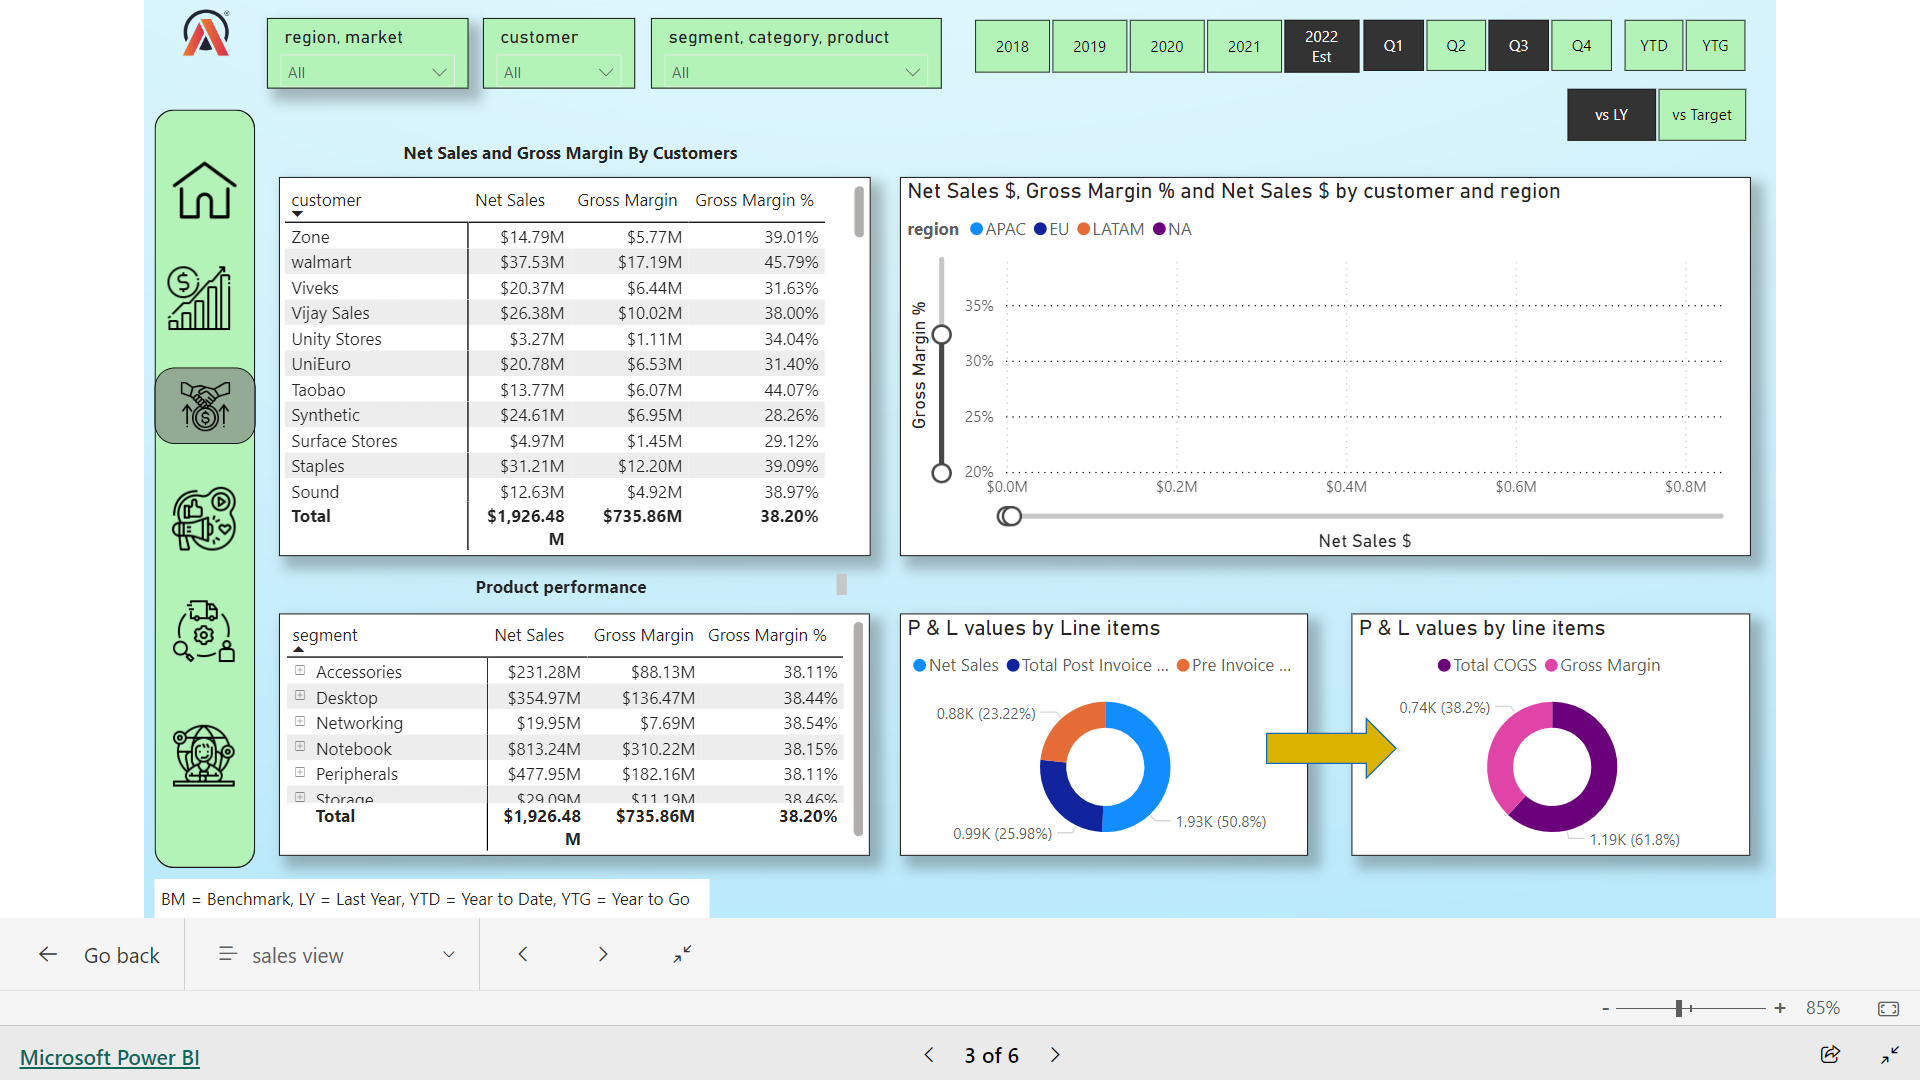 region, market
All
customer
All
segment, category, product
All
2018
2019
2020
2021
2022
Est
Q1
Q2
Q3
Q4
YTD
YTG
vs LY
vs Target
Net Sales and Gross Margin By Customers
customer Net Sales Gross Margin Gross Margin %
Zone $14.79M $5.77M 39.01%
walmart $37.53M $17.19M 45.79%
Viveks $20.37M $6.44M 31.63%
Vijay Sales $26.38M $10.02M 38.00%
Unity Stores $3.27M $1.11M 34.04%
UniEuro $20.78M $6.53M 31.40%
Taobao $13.77M $6.07M 44.07%
Synthetic $24.61M $6.95M 28.26%
Surface Stores $4.97M $1.45M 29.12%
Staples $31.21M $12.20M 39.09%
Sound $12.63M $4.92M 38.97%
Total $1,926.48 $735.86M 38.20%
M
Net Sales $, Gross Margin % and Net Sales $ by customer and region
region APAC EU LATAM NA
Gross Margin %
35%
30%
25%
20%
$0.0M $0.2M $0.4M $0.6M $0.8M
Net Sales $
Product performance
segment Net Sales Gross Margin Gross Margin %
Accessories $231.28M $88.13M 38.11%
Desktop $354.97M $136.47M 38.44%
Networking $19.95M $7.69M 38.54%
Notebook $813.24M $310.22M 38.15%
Peripherals $477.95M $182.16M 38.11%
Storage $29.09M $11.19M 38.46%
Total $1,926.48 $735.86M 38.20%
M
P & L values by Line items
Net Sales Total Post Invoice ... Pre Invoice ...
0.88K (23.22%)
0.99K (25.98%)
1.93K (50.8%)
P & L values by line items
Total COGS Gross Margin
0.74K (38.2%)
1.19K (61.8%)
BM = Benchmark, LY = Last Year, YTD = Year to Date, YTG = Year to Go
Go back
sales view
- + 85%
Microsoft Power BI
3 of 6